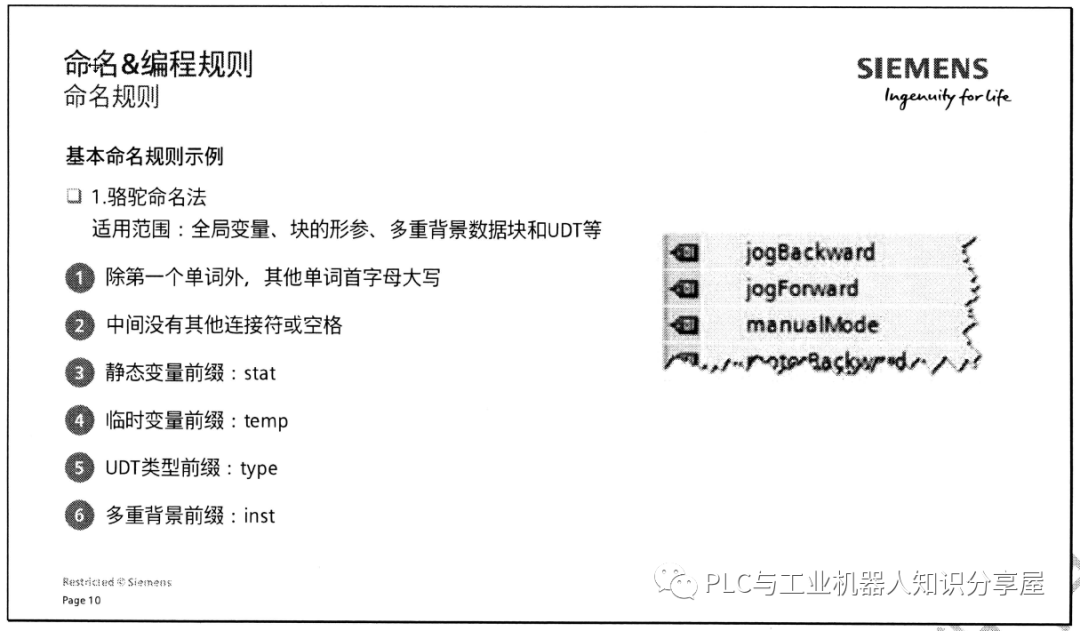 命名&编程规则
命名规则
SIEMENS
Ingenuity for life
基本命名规则示例
1.骆驼命名法
适用范围：全局变量、块的形参、多重背景数据块和UDT等
1 除第一个单词外，其他单词首字母大写
2 中间没有其他连接符或空格
3 静态变量前缀：stat
4 临时变量前缀：temp
5 UDT类型前缀：type
6 多重背景前缀：inst
jogBackward
jogForward
manualMode
motorBackward
Restricted © Siemens
Page 10
PLC与工业机器人知识分享屋